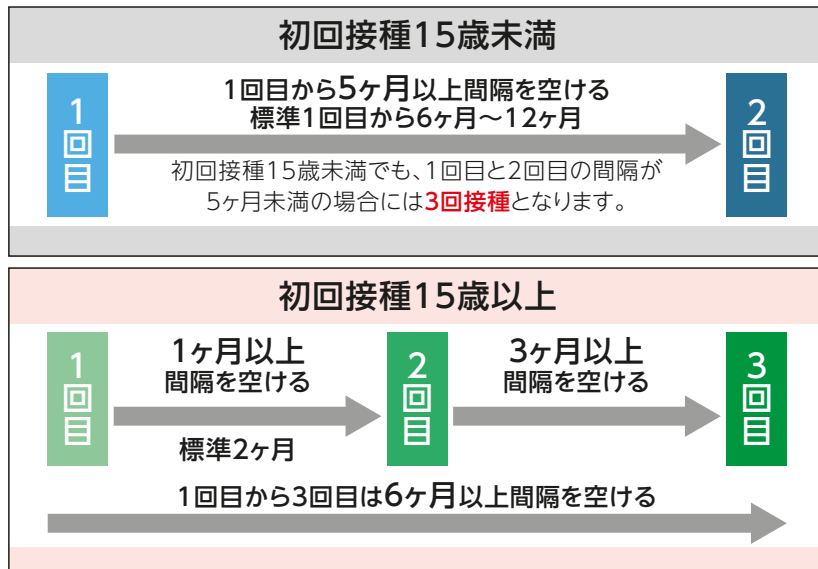 初回接種15歳未満
1回目
1回目から5ヶ月以上間隔を空ける
標準1回目から6ヶ月〜12ヶ月
初回接種15歳未満でも、1回目と2回目の間隔が
5ヶ月未満の場合には3回接種となります。
2回目
初回接種15歳以上
1回目
1ヶ月以上
間隔を空ける
標準2ヶ月
2回目
3ヶ月以上
間隔を空ける
3回目
1回目から3回目は6ヶ月以上間隔を空ける